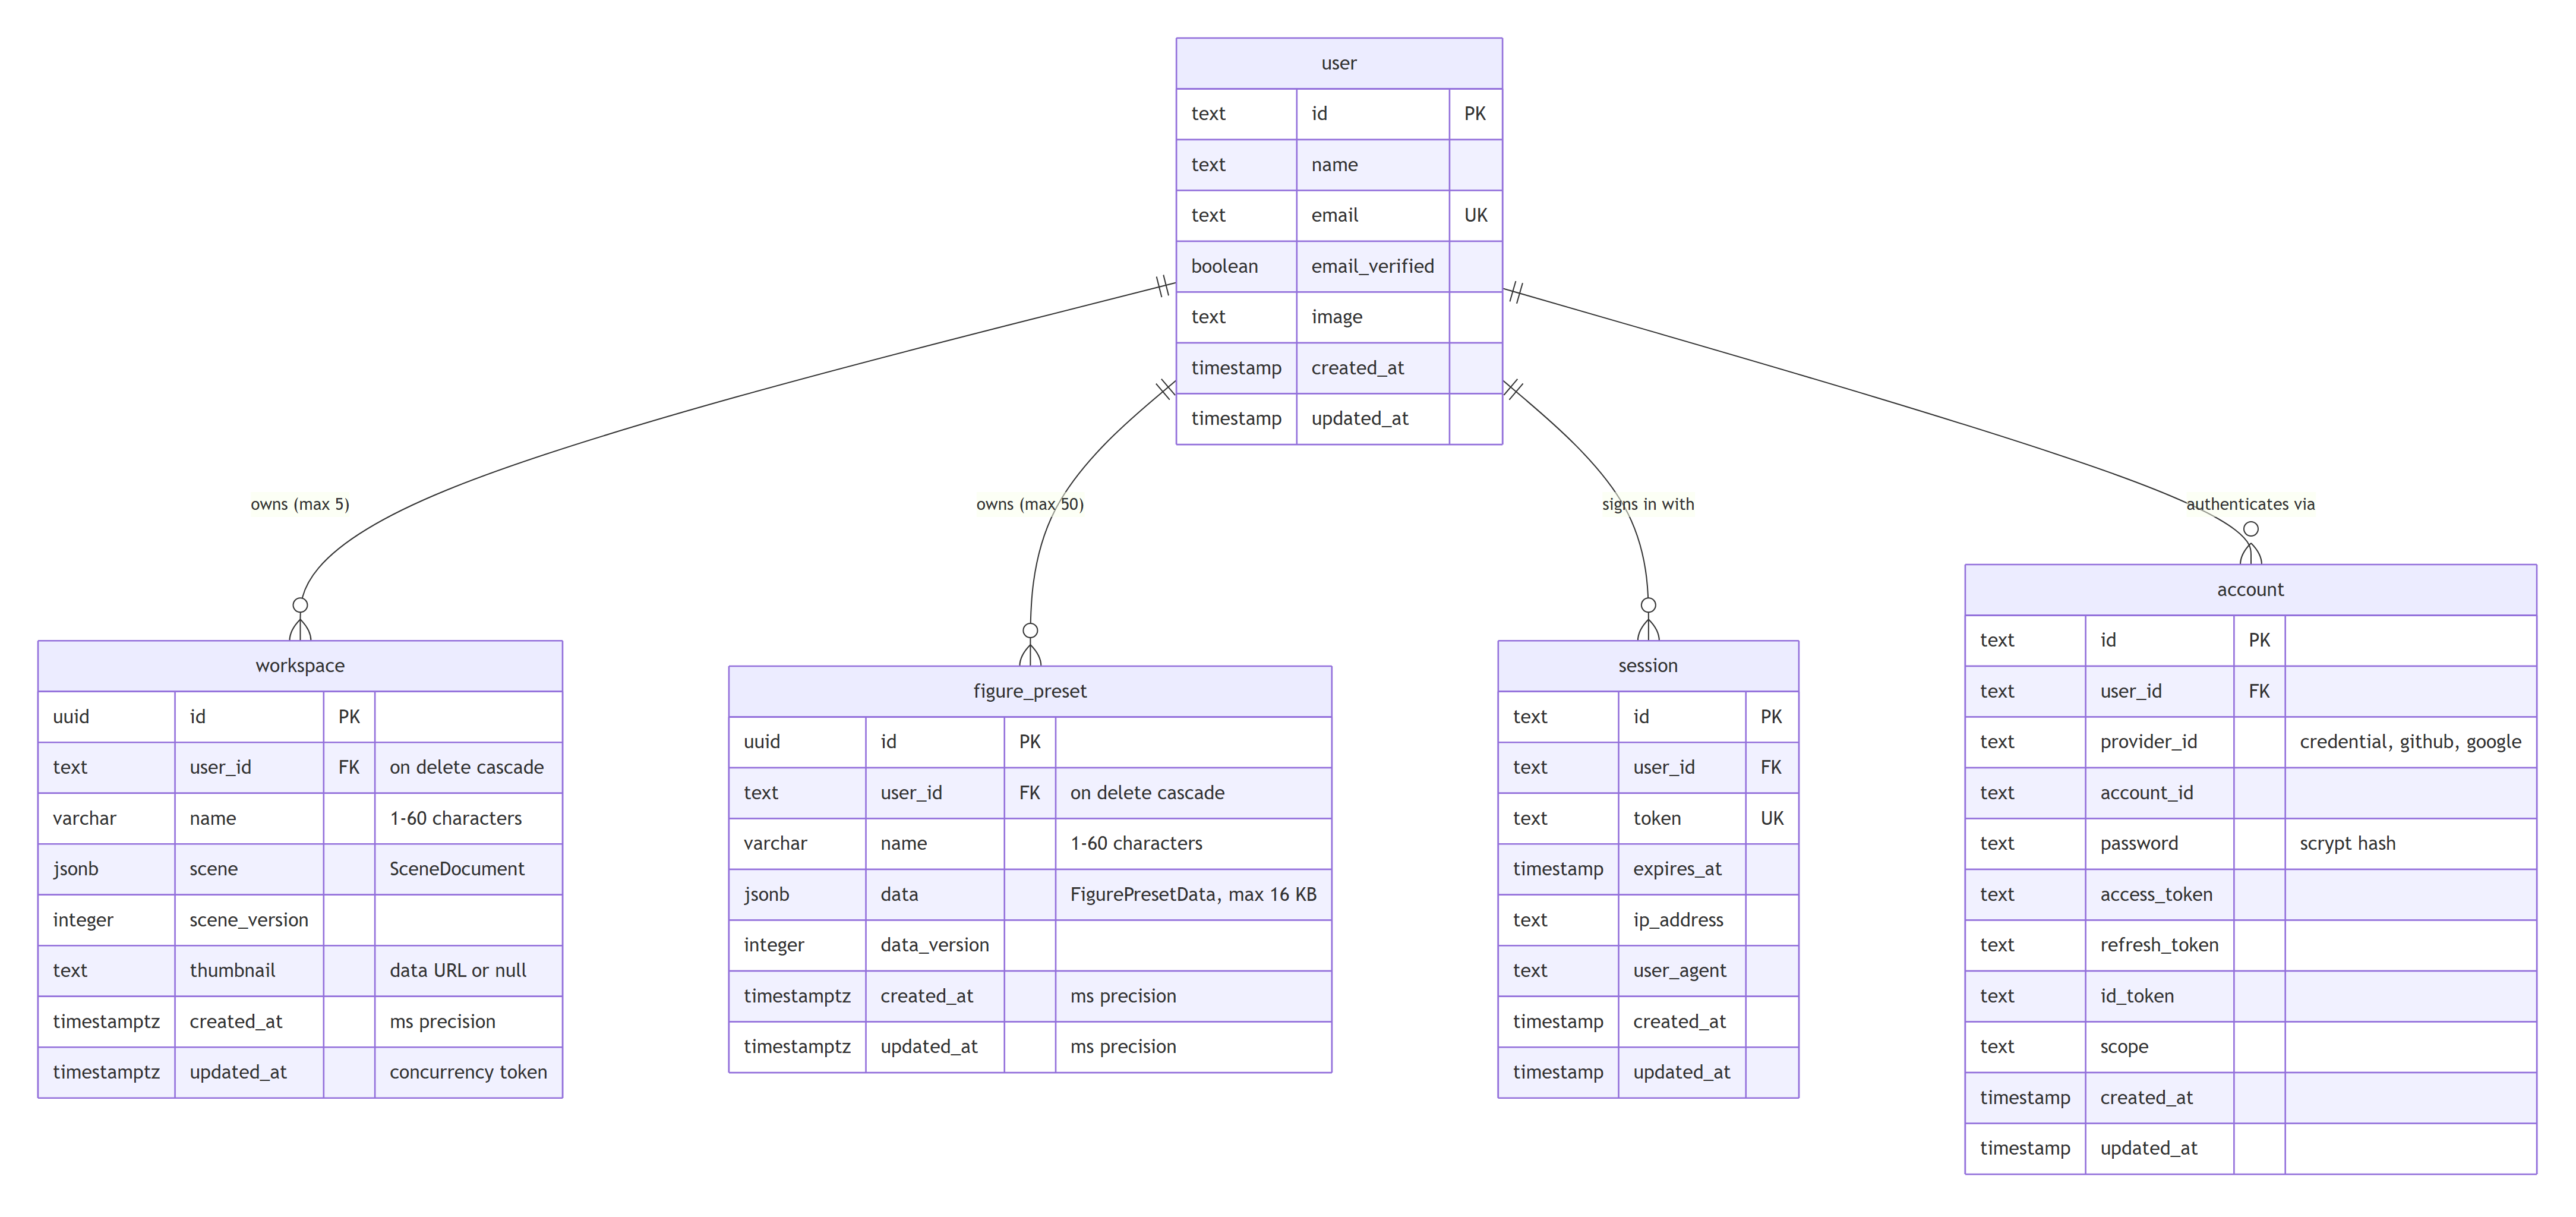 user
text id PK
text name
text email UK
boolean email_verified
text image
timestamp created_at
timestamp updated_at
owns (max 5)
owns (max 50)
signs in with
authenticates via
workspace
uuid id PK
text user_id FK on delete cascade
varchar name 1-60 characters
jsonb scene SceneDocument
integer scene_version
text thumbnail data URL or null
timestamptz created_at ms precision
timestamptz updated_at concurrency token
figure_preset
uuid id PK
text user_id FK on delete cascade
varchar name 1-60 characters
jsonb data FigurePresetData, max 16 KB
integer data_version
timestamptz created_at ms precision
timestamptz updated_at ms precision
session
text id PK
text user_id FK
text token UK
timestamp expires_at
text ip_address
text user_agent
timestamp created_at
timestamp updated_at
account
text id PK
text user_id FK
text provider_id credential, github, google
text account_id
text password scrypt hash
text access_token
text refresh_token
text id_token
text scope
timestamp created_at
timestamp updated_at